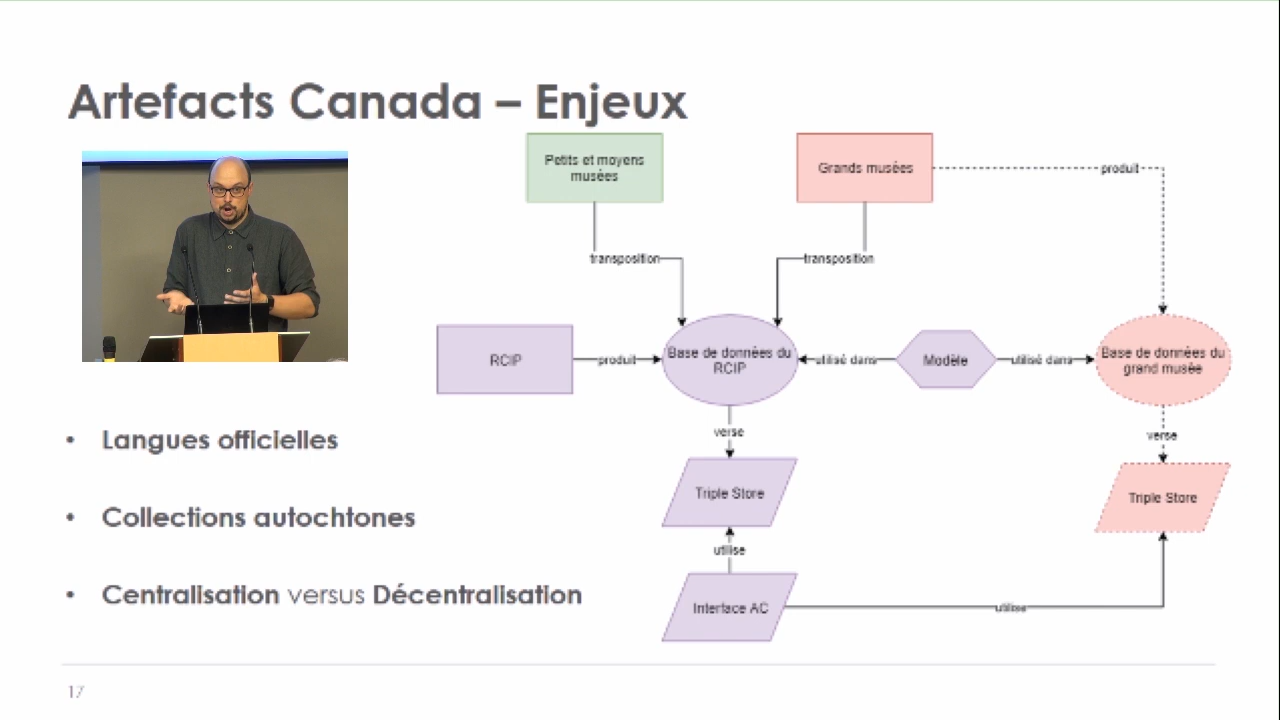 Artefacts Canada – Enjeux
Petits et moyens
musées
Grands musées
produit
transposition
transposition
RCIP
produit
Base de données du
RCIP
utilisé dans
Modèle
utilisé dans
Base de données du
grand musée
verse
verse
Triple Store
Triple Store
utilise
Interface AC
utilise
• Langues officielles
• Collections autochtones
• Centralisation versus Décentralisation
17